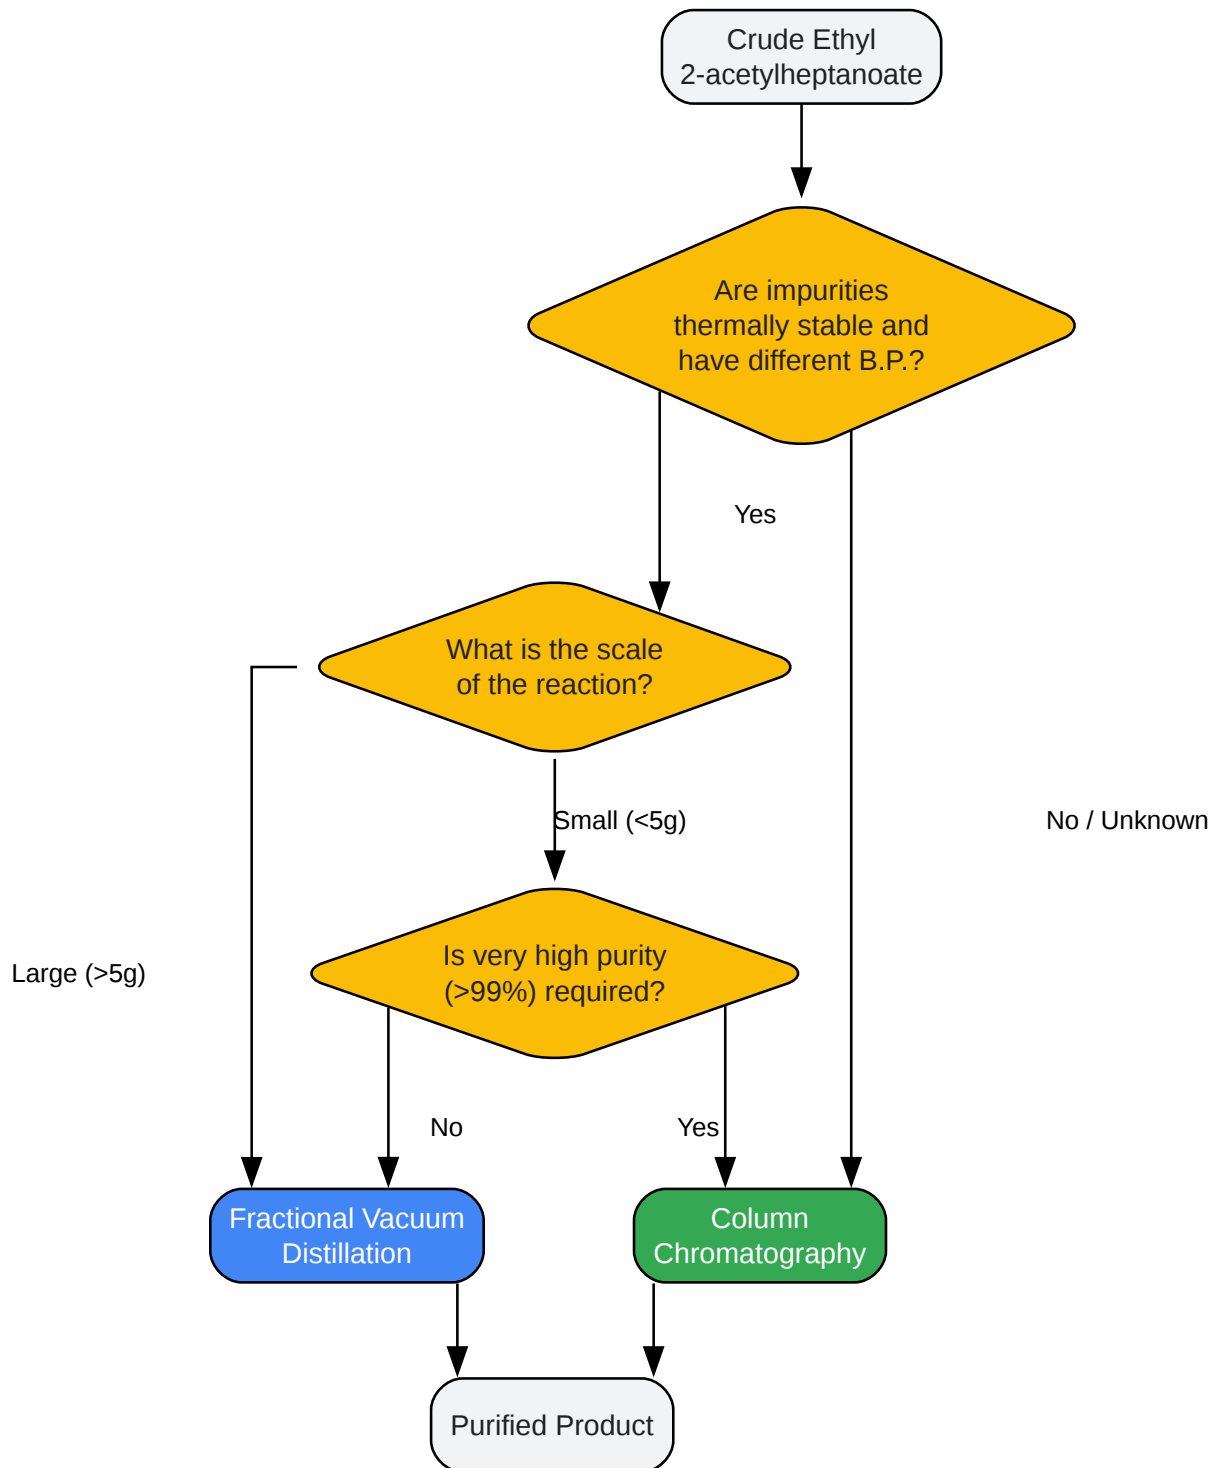 Crude Ethyl
2-acetylheptanoate
Are impurities
thermally stable and
have different B.P.?
Yes
What is the scale
of the reaction?
Small (<5g)
No / Unknown
Is very high purity
(>99%) required?
Large (>5g)
No
Yes
Fractional Vacuum
Distillation
Column
Chromatography
Purified Product